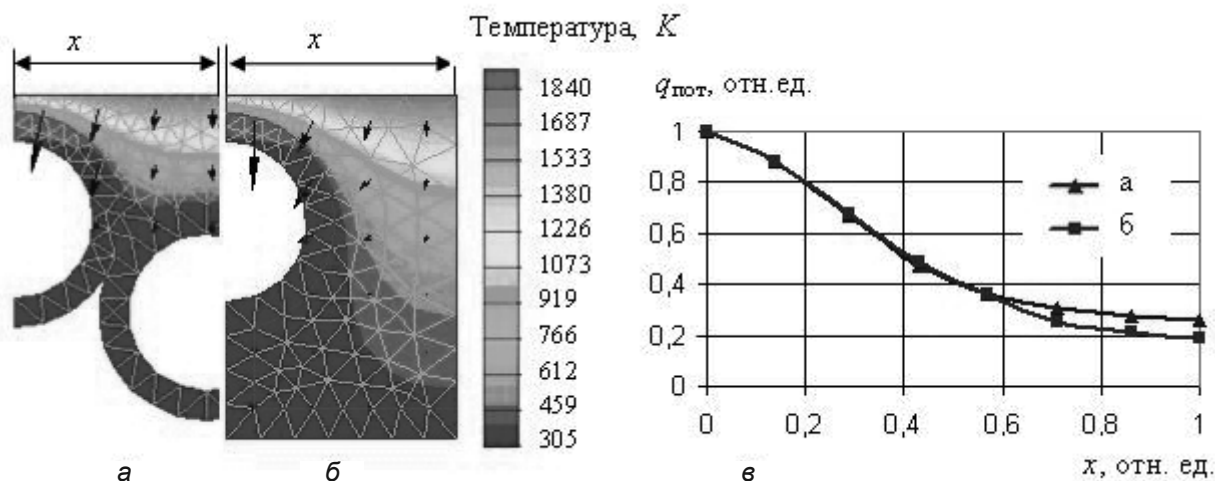 x
x
Температура, K
1840
1687
1533
1380
1226
1073
919
766
612
459
305
qпот, отн.ед.
1
0,8
0,6
0,4
0,2
0
а
б
0
0,2
0,4
0,6
0,8
1
x, отн. ед.
а
б
в